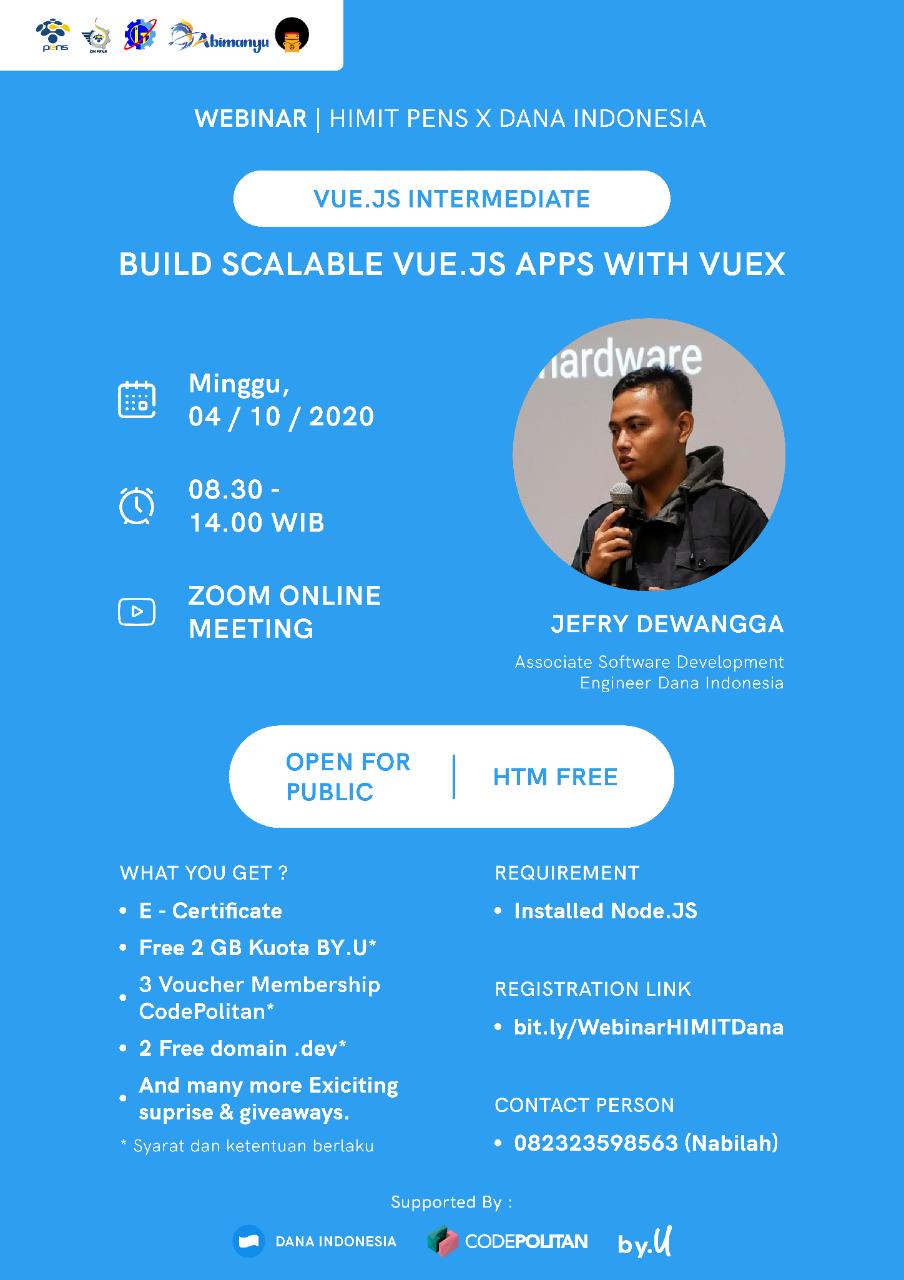 pens
Abimanyu
WEBINAR | HIMIT PENS X DANA INDONESIA
VUE.JS INTERMEDIATE
BUILD SCALABLE VUE.JS APPS WITH VUEX
Minggu,
04 / 10 / 2020
08.30 -
14.00 WIB
ZOOM ONLINE
MEETING
hardware
JEFRY DEWANGGA
Associate Software Development
Engineer Dana Indonesia
OPEN FOR
PUBLIC
HTM FREE
WHAT YOU GET ?
• E - Certificate
• Free 2 GB Kuota BY.U*
• 3 Voucher Membership
CodePolitan*
• 2 Free domain .dev*
• And many more Exiciting
suprise & giveaways.
* Syarat dan ketentuan berlaku
REQUIREMENT
• Installed Node.JS
REGISTRATION LINK
• bit.ly/WebinarHIMITDana
CONTACT PERSON
• 082323598563 (Nabilah)
Supported By :
DANA INDONESIA
CODEPOLITAN
by.U